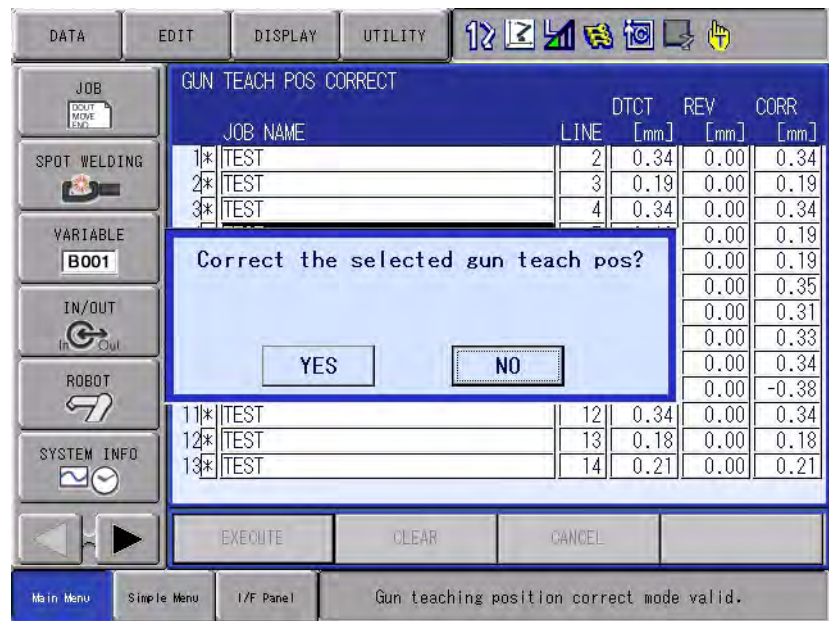 DATA EDIT DISPLAY UTILITY
JOB
DOUT
MOVE
END
SPOT WELDING
VARIABLE
B001
IN/OUT
In Out
ROBOT
SYSTEM INFO
GUN TEACH POS CORRECT
DTCT REV CORR
JOB NAME LINE [mm] [mm] [mm]
1* TEST 2 0.34 0.00 0.34
2* TEST 3 0.19 0.00 0.19
3* TEST 4 0.34 0.00 0.34
0.00 0.19
0.00 0.19
0.00 0.35
0.00 0.31
0.00 0.33
0.00 0.34
0.00 -0.38
11* TEST 12 0.34 0.00 0.34
12* TEST 13 0.18 0.00 0.18
13* TEST 14 0.21 0.00 0.21
Correct the selected gun teach pos?
YES NO
EXECUTE CLEAR CANCEL
Main Menu Simple Menu I/F Panel Gun teaching position correct mode valid.